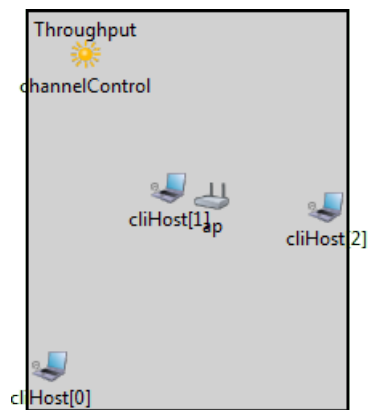 Throughput
channelControl
cliHost[1]
ap
cliHost[2]
cliHost[0]